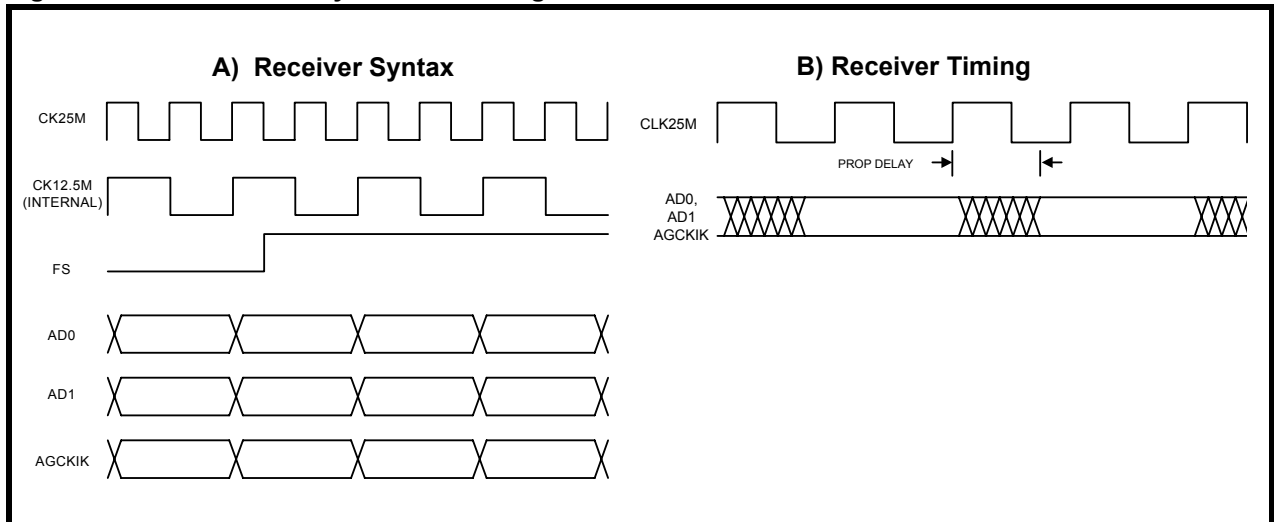 A) Receiver Syntax
CK25M
CK12.5M
(INTERNAL)
FS
AD0
AD1
AGCKIK
B) Receiver Timing
CLK25M
PROP DELAY
AD0,
AD1
AGCKIK